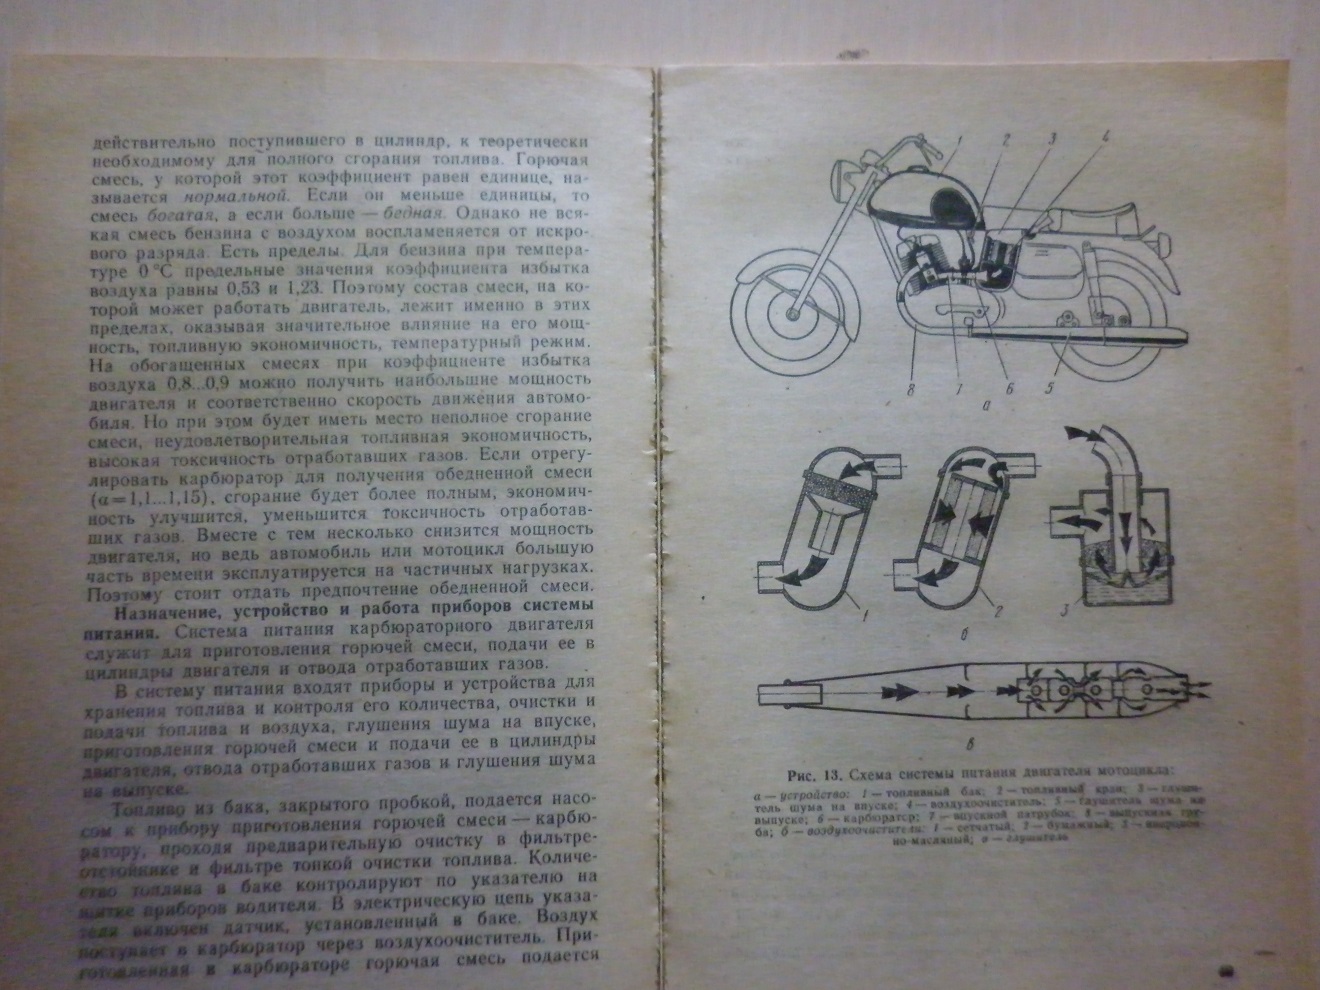 действительно поступившего в цилиндр, к теоретически
необходимому для полного сгорания топлива. Горючая
смесь, у которой этот коэффициент равен единице, на-
зывается нормальной. Если он меньше единицы, то
смесь богатая, а если больше — бедная. Однако не вся-
кая смесь бензина с воздухом воспламеняется от искро-
вого разряда. Есть пределы. Для бензина при темпера-
туре 0 °С предельные значения коэффициента избытка
воздуха равны 0,53 и 1,23. Поэтому состав смеси, на ко-
торой может работать двигатель, лежит именно в этих
пределах, оказывая значительное влияние на его мощ-
ность, топливную экономичность, температурный режим.
На обогащенных смесях при коэффициенте избытка
воздуха 0,8...0,9 можно получить наибольшие мощность
двигателя и соответственно скорость движения автомо-
биля. Но при этом будет иметь место неполное сгорание
смеси, неудовлетворительная топливная экономичность,
высокая токсичность отработавших газов. Если отрегу-
лировать карбюратор для получения обедненной смеси
(α=1,1...1,15), сгорание будет более полным, экономич-
ность улучшится, уменьшится токсичность отработав-
ших газов. Вместе с тем несколько снизится мощность
двигателя, но ведь автомобиль или мотоцикл большую
часть времени эксплуатируется на частичных нагрузках.
Поэтому стоит отдать предпочтение обедненной смеси.
Назначение, устройство и работа приборов системы
питания. Система питания карбюраторного двигателя
служит для приготовления горючей смеси, подачи ее в
цилиндры двигателя и отвода отработавших газов.
В систему питания входят приборы и устройства для
хранения топлива и контроля его количества, очистки и
подачи топлива и воздуха, глушения шума на впуске,
приготовления горючей смеси и подачи ее в цилиндры
двигателя, отвода отработавших газов и глушения шума
на выпуске.
Топливо из бака, закрытого пробкой, подается насо-
сом к прибору приготовления горючей смеси — карбю-
ратору, проходя предварительную очистку в фильтре-
отстойнике и фильтре тонкой очистки топлива. Количе-
ство топлива в баке контролируют по указателю на
щитке приборов водителя. В электрическую цепь указа-
теля включен датчик, установленный в баке. Воздух
поступает в карбюратор через воздухоочиститель. При-
готовленная в карбюраторе горючая смесь подается
1 2 3 4
8 7 6 5
а
1 2 3
б
в
Рис. 13. Схема системы питания двигателя мотоцикла:
а — устройство: 1 — топливный бак; 2 — топливный кран; 3 — глуши-
тель шума на впуске; 4 — воздухоочиститель; 5 — глушитель шума на
выпуске; 6 — карбюратор; 7 — впускной патрубок; 8 — выпускная тру-
ба; б — воздухоочистители: 1 — сетчатый; 2 — бумажный; 3 —
но-масляный; в — глушитель